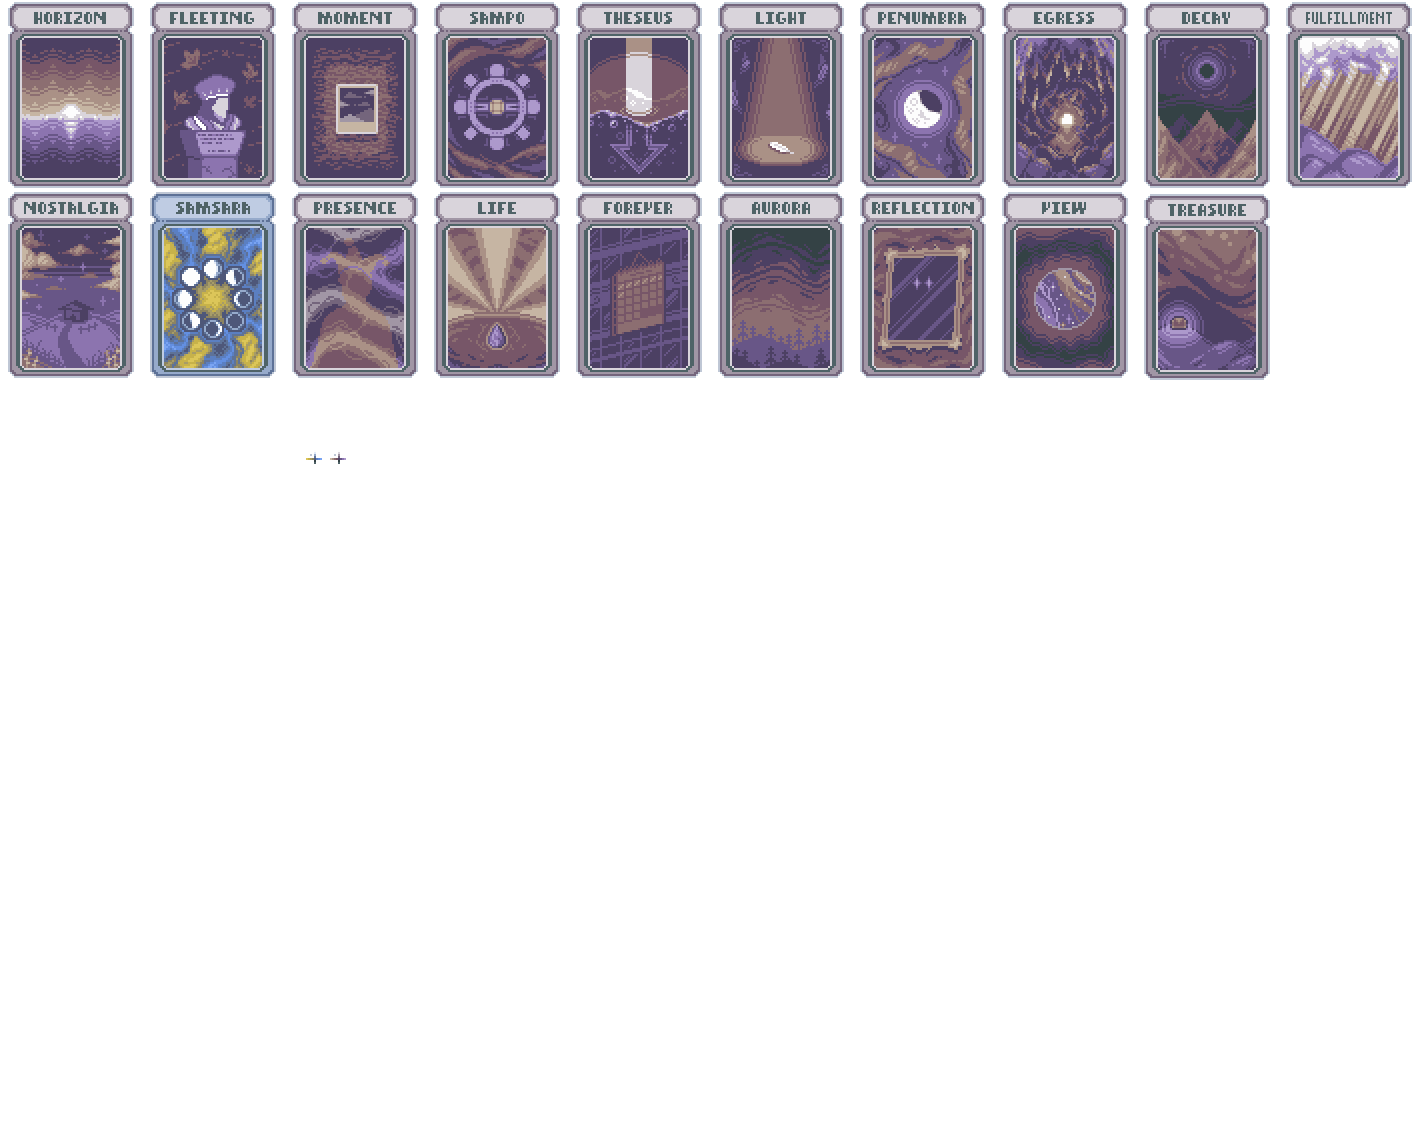 HORIZON
FLEETING
MOMENT
SAMPO
THESEUS
LIGHT
PENUMBRA
EGRESS
DECAY
FULFILLMENT
NOSTALGIA
SAMSARA
PRESENCE
LIFE
FOREVER
AURORA
REFLECTION
VIEW
TREASURE